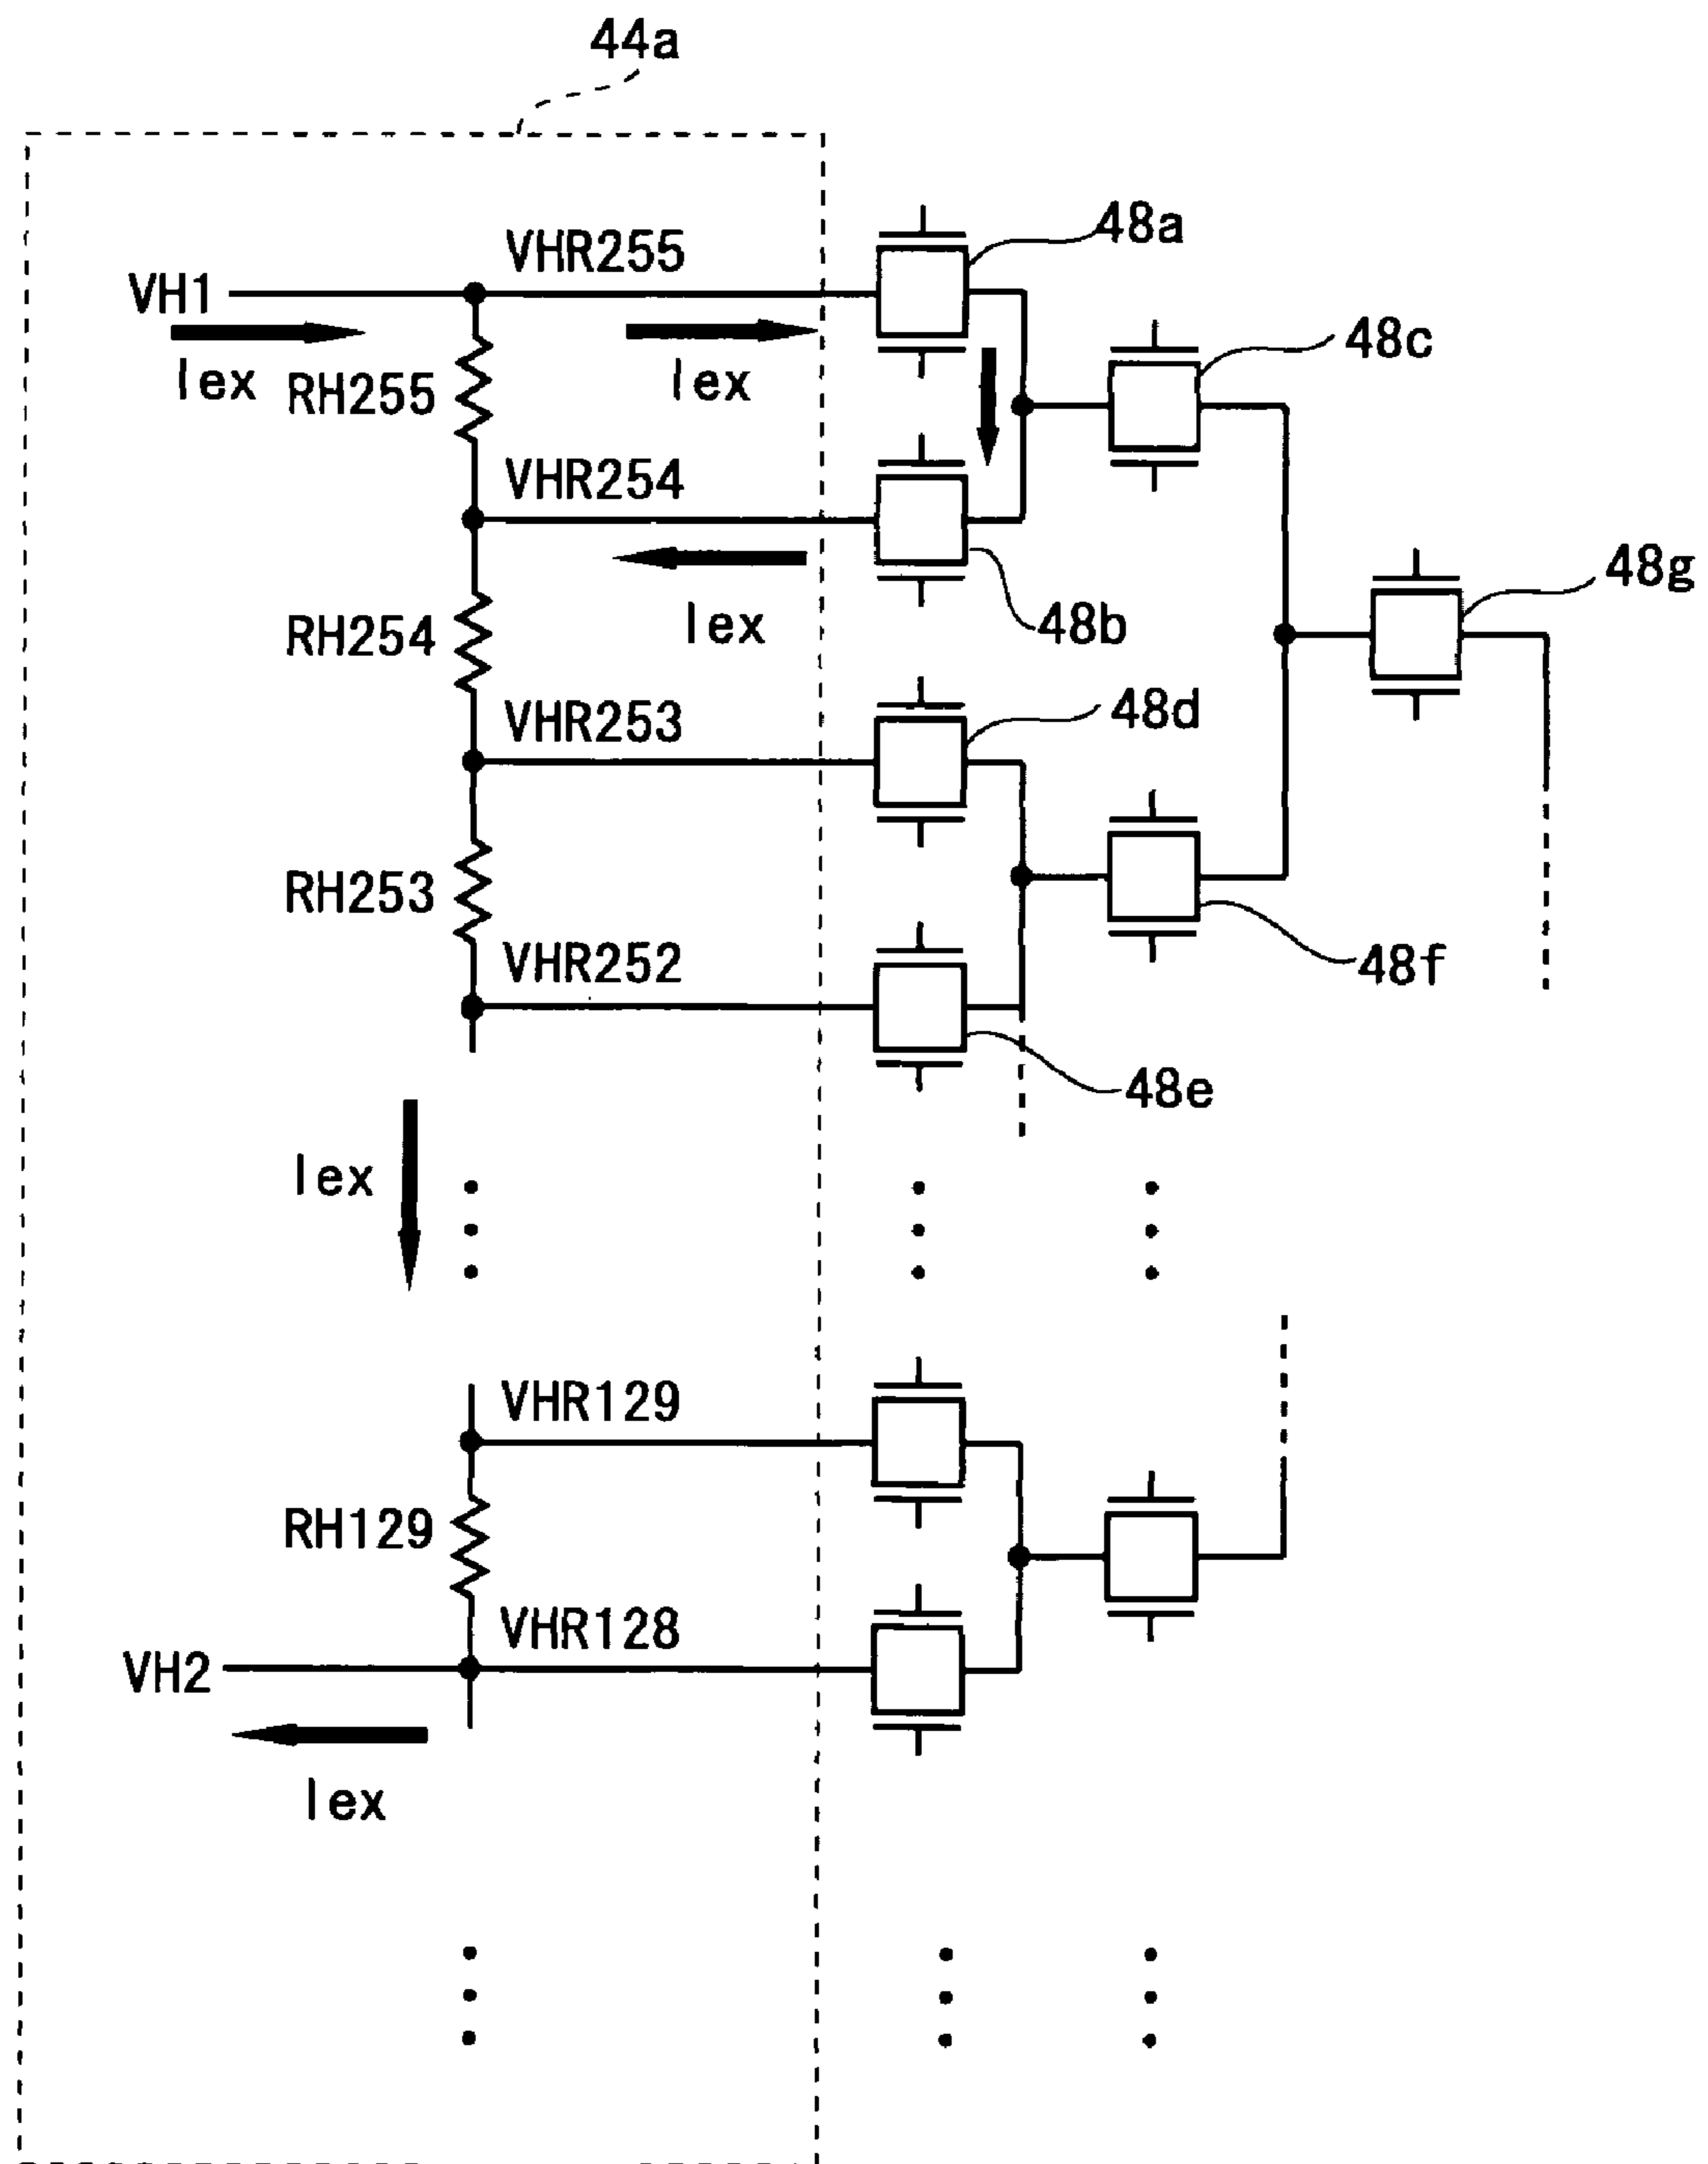 44a
VHR255
48a
VH1
Iex
RH255
Iex
48c
VHR254
48g
Iex
48b
RH254
VHR253
48d
RH253
VHR252
48f
48e
Iex
VHR129
RH129
VHR128
VH2
Iex